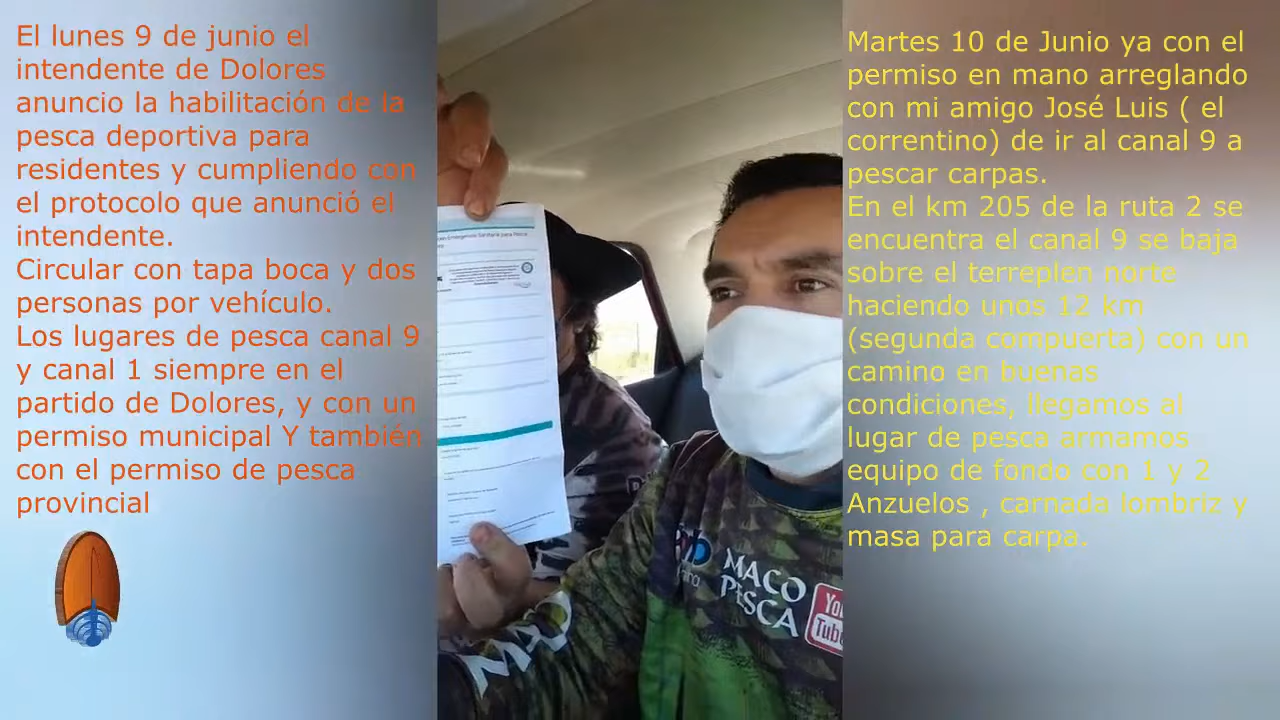 El lunes 9 de junio el
intendente de Dolores
anuncio la habilitación de la
pesca deportiva para
residentes y cumpliendo con
el protocolo que anunció el
intendente.
Circular con tapa boca y dos
personas por vehículo.
Los lugares de pesca canal 9
y canal 1 siempre en el
partido de Dolores, y con un
permiso municipal Y también
con el permiso de pesca
provincial
MACO
PESCA
You
Tube
Martes 10 de Junio ya con el
permiso en mano arreglando
con mi amigo José Luis ( el
correntino) de ir al canal 9 a
pescar carpas.
En el km 205 de la ruta 2 se
encuentra el canal 9 se baja
sobre el terreplen norte
haciendo unos 12 km
(segunda compuerta) con un
camino en buenas
condiciones, llegamos al
lugar de pesca armamos
equipo de fondo con 1 y 2
Anzuelos , carnada lombriz y
masa para carpa.